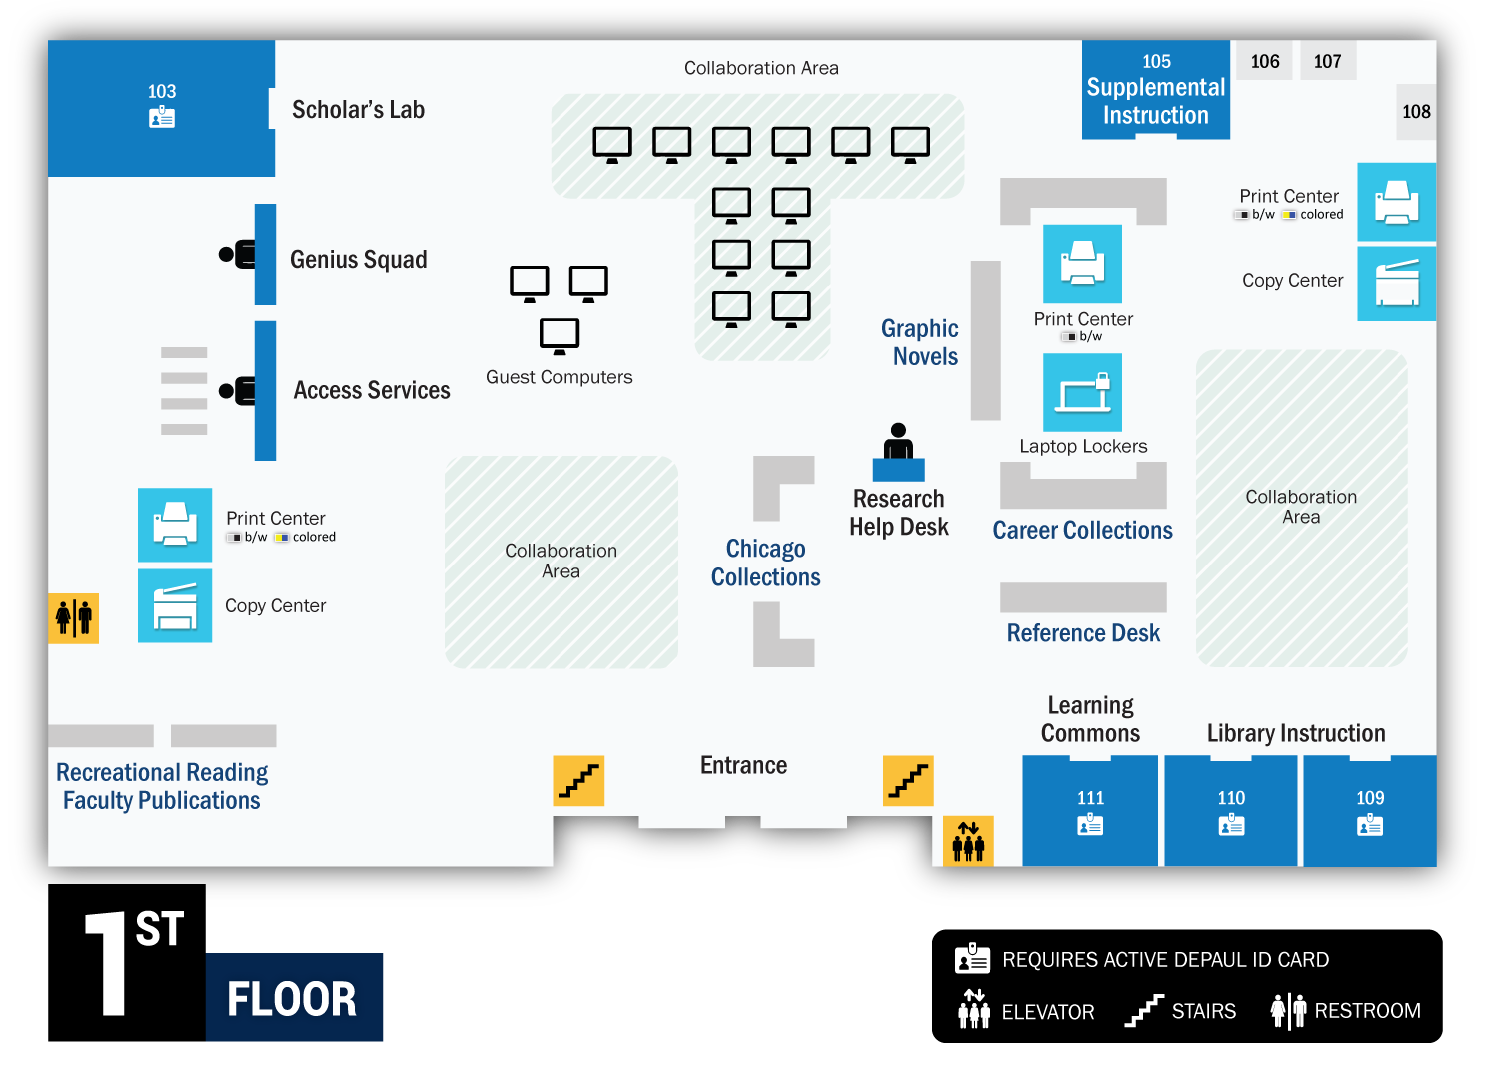 Collaboration Area
103
Scholar's Lab
105
Supplemental
Instruction
106
107
108
Print Center
b/w colored
Copy Center
Genius Squad
Guest Computers
Access Services
Graphic
Novels
Print Center
b/w
Laptop Lockers
Research
Help Desk
Career Collections
Collaboration
Area
Print Center
b/w colored
Copy Center
Collaboration
Area
Chicago
Collections
Reference Desk
Recreational Reading
Faculty Publications
Entrance
Learning
Commons
Library Instruction
111
110
109
1ST
FLOOR
REQUIRES ACTIVE DEPAUL ID CARD
ELEVATOR
STAIRS
RESTROOM